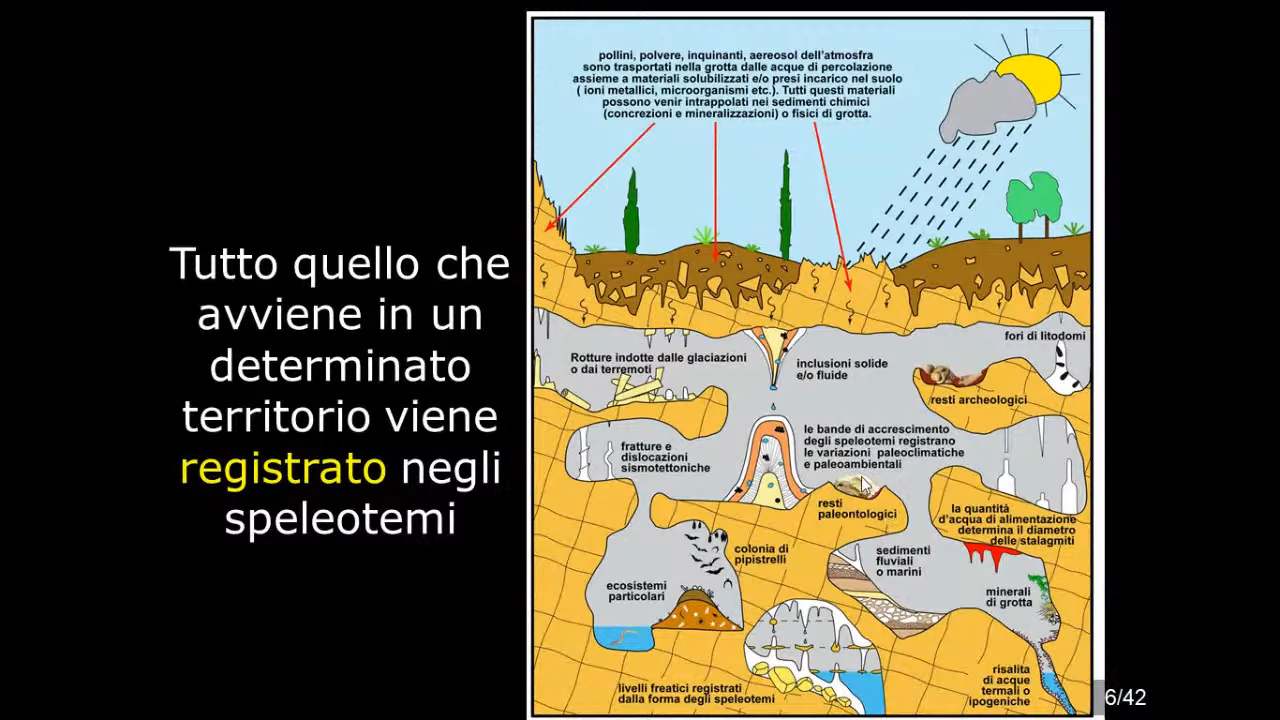 Tutto quello che
avviene in un
determinato
territorio viene
registrato negli
speleotemi
pollini, polvere, inquinanti, aereosol dell'atmosfra
sono trasportati nella grotta dalle acque di percolazione
assieme a materiali solubilizzati e/o presi incarico nel suolo
( ioni metallici, microorganismi etc.). Tutti questi materiali
possono venir intrappolati nei sedimenti chimici
(concrezioni e mineralizzazioni) o fisici di grotta.
fori di litodomi
Rotture indotte dalle glaciazioni
o dai terremoti
inclusioni solide
e/o fluide
resti archeologici
fratture e
dislocazioni
sismotettoniche
le bande di accrescimento
degli speleotemi registrano
le variazioni paleoclimatiche
e paleoambientali
resti
paleontologici
la quantità
d'acqua di alimentazione
determina il diametro
delle stalagmiti
colonia di
pipistrelli
sedimenti
fluviali
o marini
ecosistemi
particolari
minerali
di grotta
livelli freatici registrati
dalla forma degli speleotemi
risalita
di acque
termali o
ipogeniche
6/42